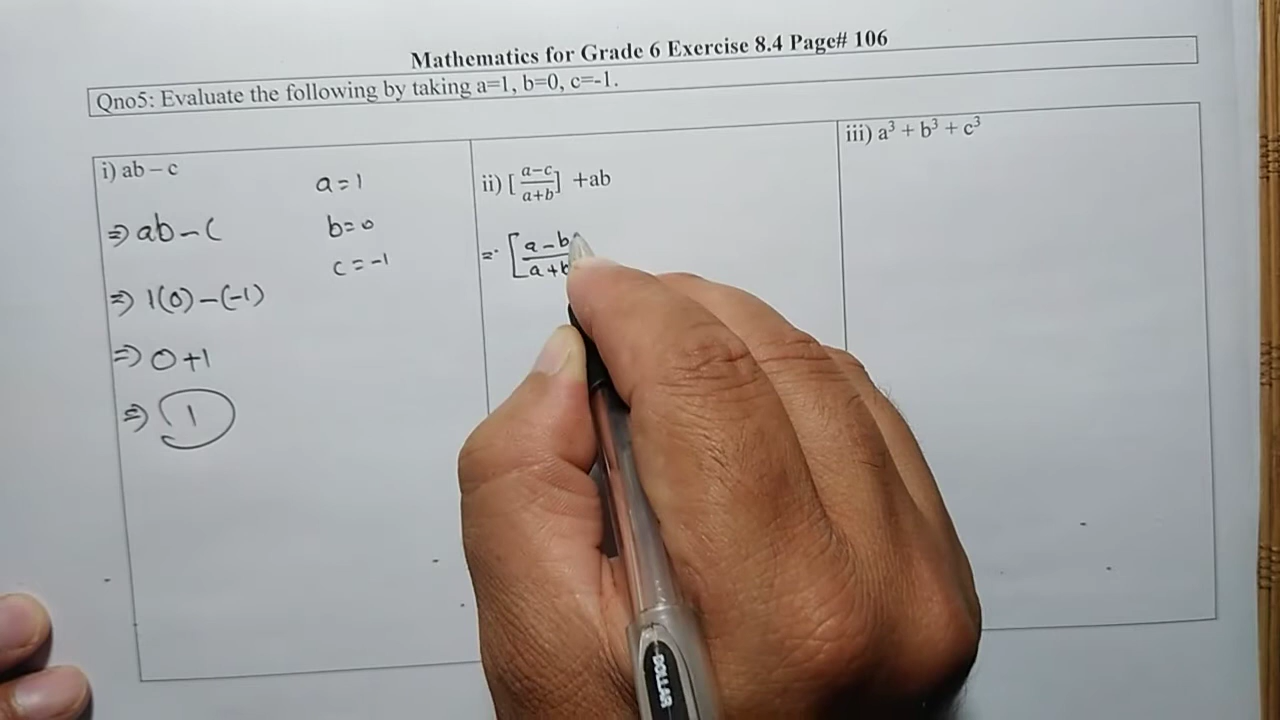 Mathematics for Grade 6 Exercise 8.4 Page# 106
Qno5: Evaluate the following by taking a=1, b=0, c=-1.
i) ab – c
⇒ ab - c
⇒ 1(0) - (-1)
⇒ 0+1
⇒ 1
a = 1
b = 0
c = -1
ii) [ a−c / a+b ] +ab
= [ a - b / a + b
iii) a³ + b³ + c³
DOLLAR